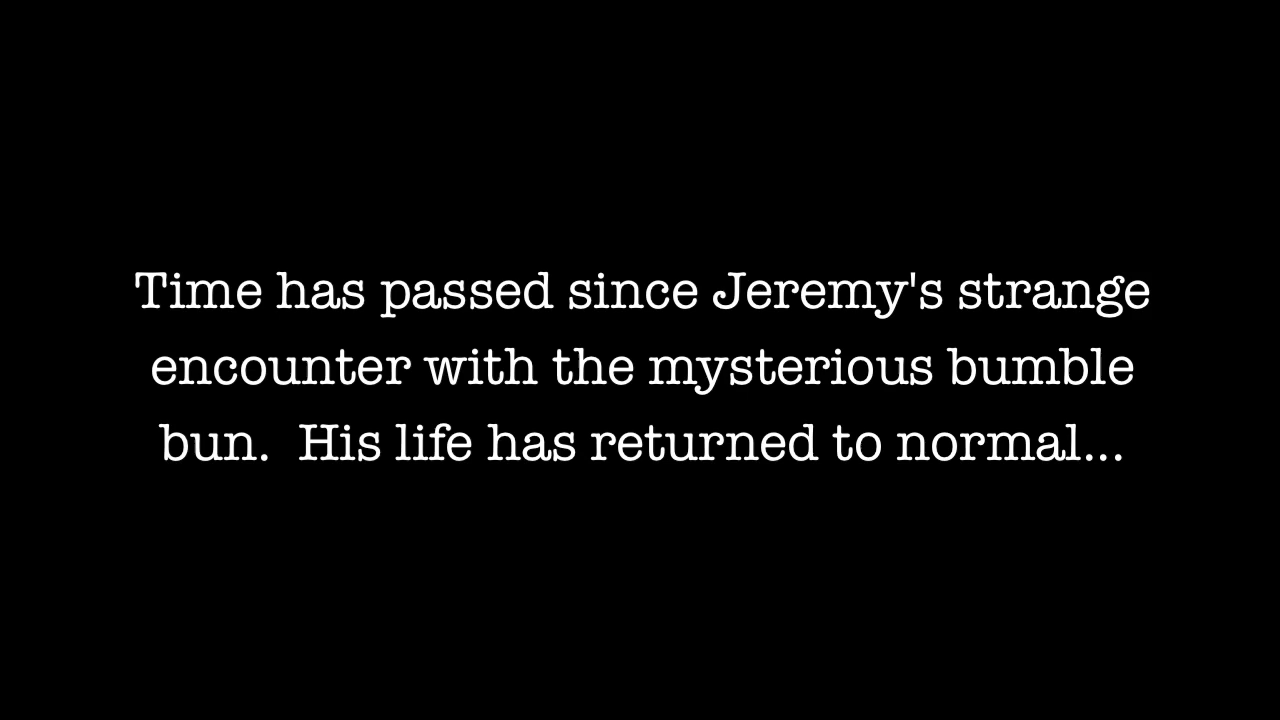 Time has passed since Jeremy's strange
encounter with the mysterious bumble
bun.  His life has returned to normal...